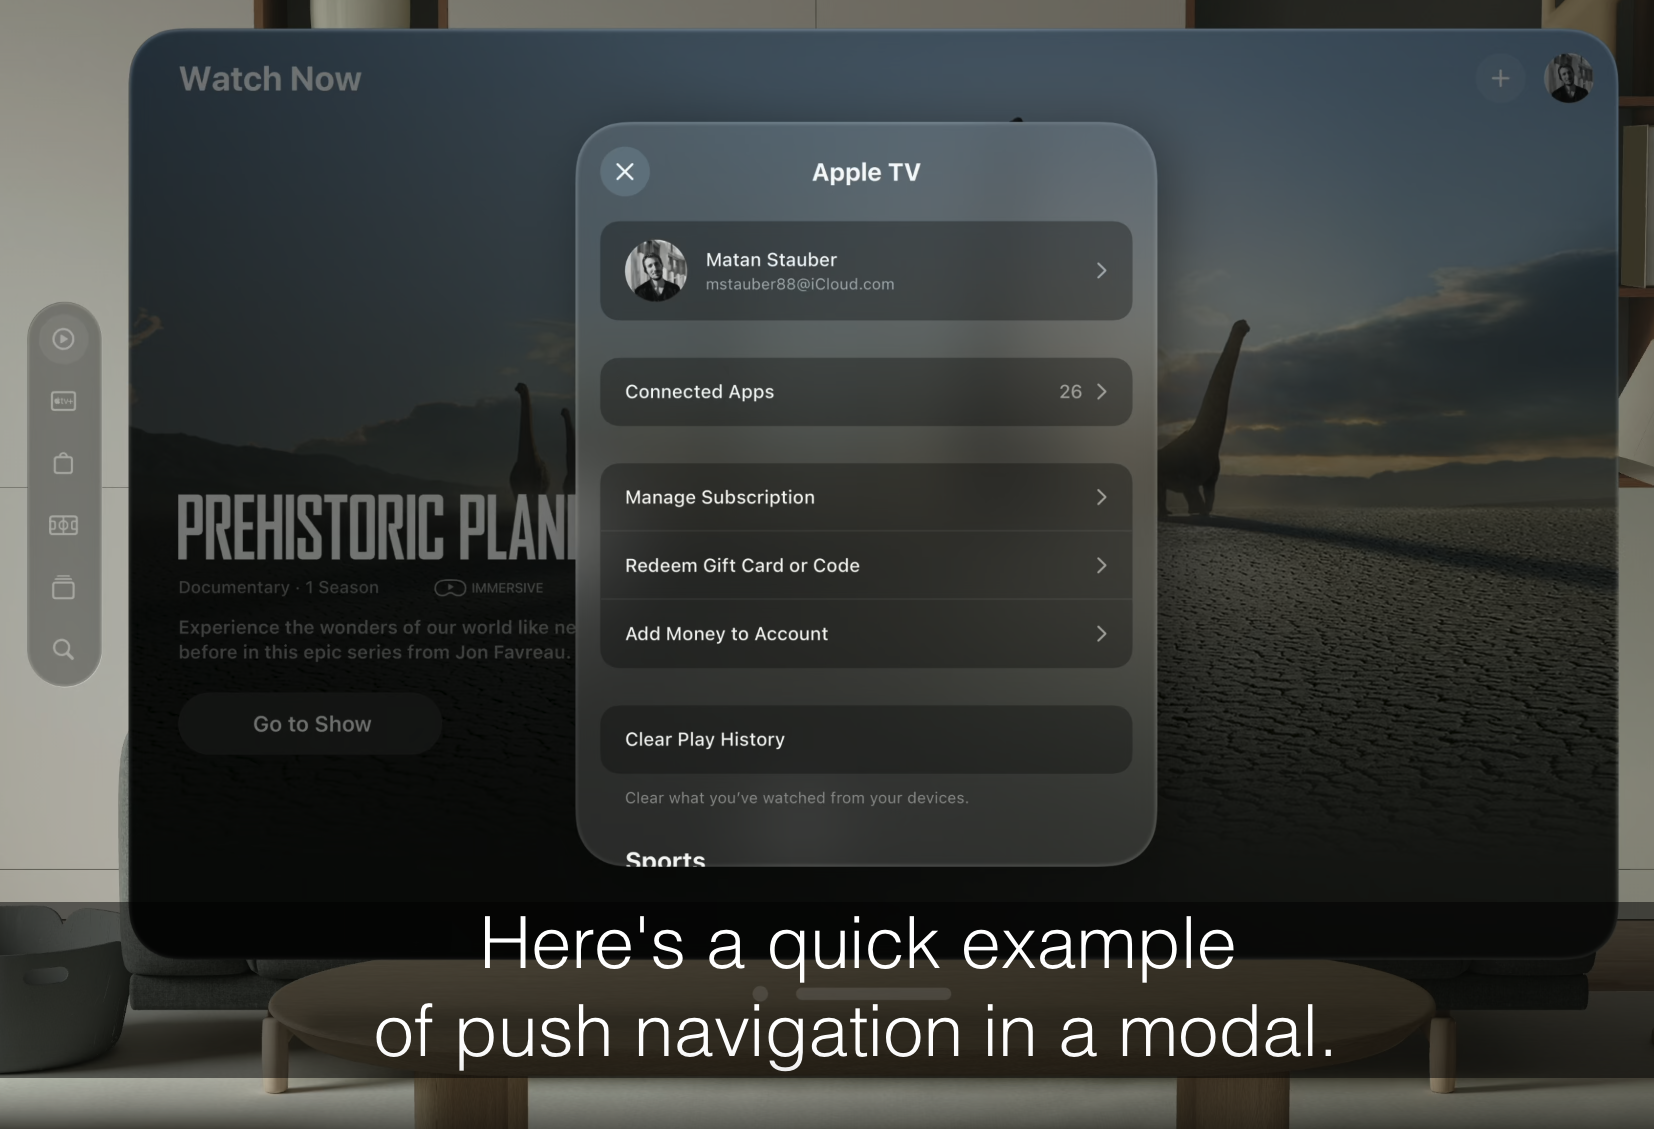 Watch Now
Apple TV
Matan Stauber
mstauber88@iCloud.com
Connected Apps 26
Manage Subscription
Redeem Gift Card or Code
Add Money to Account
Clear Play History
Clear what you've watched from your devices.
Sports
tv+
PREHISTORIC PLAN
Documentary · 1 Season IMMERSIVE
Experience the wonders of our world like ne
before in this epic series from Jon Favreau.
Go to Show
Here's a quick example
of push navigation in a modal.